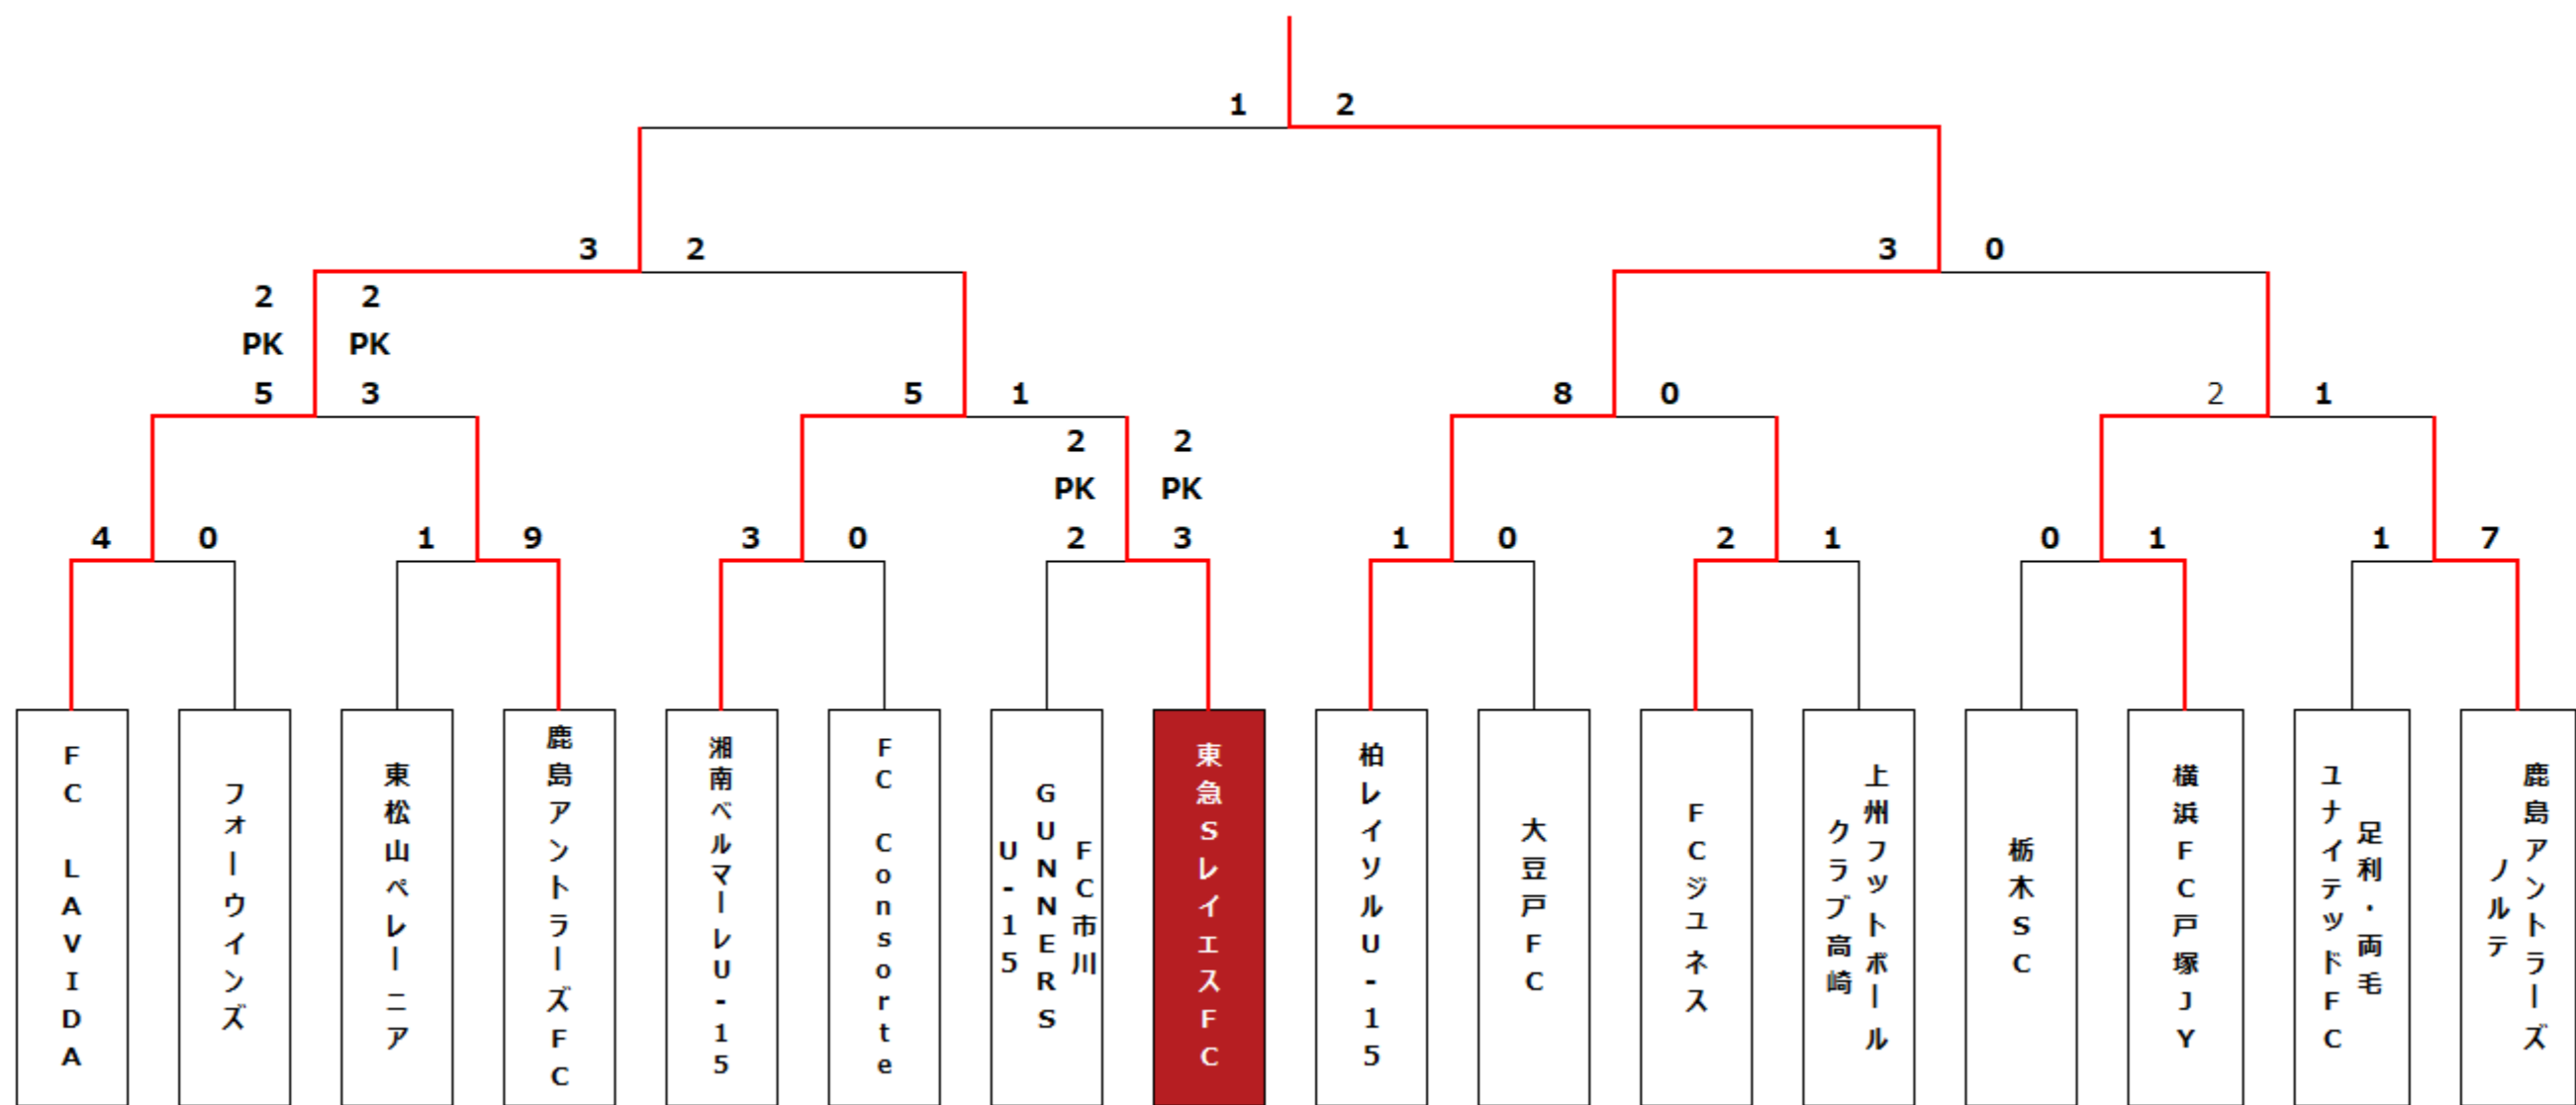 1 2
3 2
3 0
2 2
PK PK
5 3
5 1
8 0
2 1
2 2
PK PK
4 0
1 9
3 0
2 3
1 0
2 1
0 1
1 7
FC LAVIDA
フォーウインズ
東松山ペレーニア
鹿島アントラーズFC
湘南ベルマーレU-15
FC Consorte
FC市川
GUNNERS
U-15
東急SレイエスFC
柏レイソルU-15
大豆戸FC
FCジユネス
上州フットボール
クラブ高崎
栃木SC
横浜FC戸塚JY
足利・両毛
ユナイテッドFC
鹿島アントラーズ
ノルテ